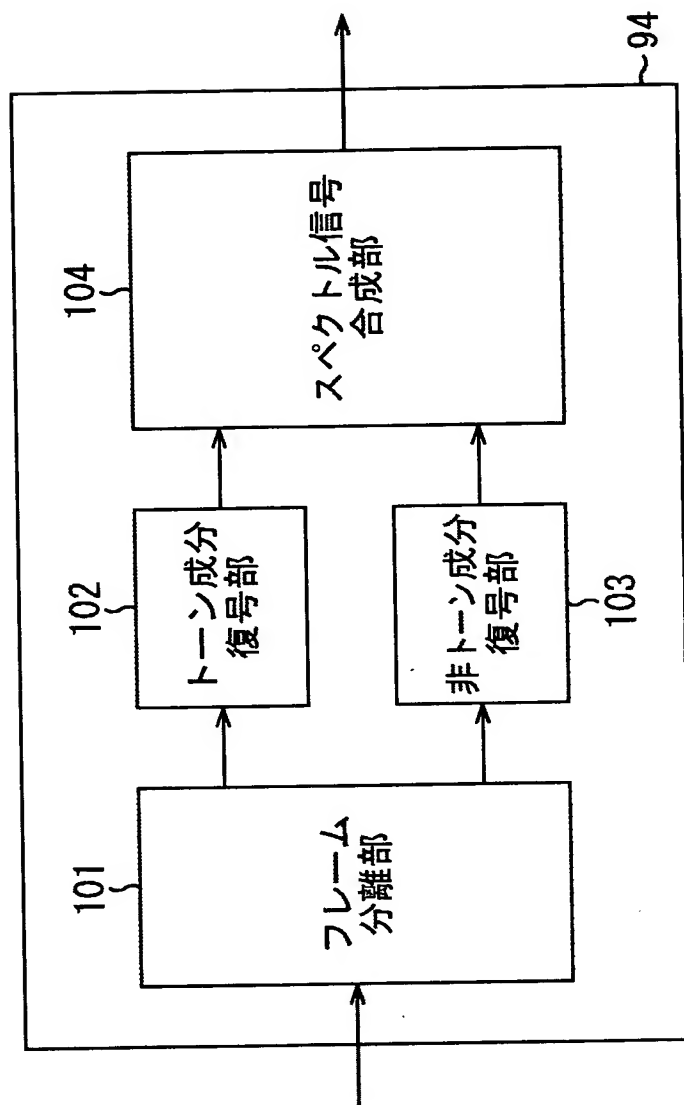 101
フレーム
分離部
102
トーン成分
復号部
非トーン成分
復号部
103
104
スペクトル信号
合成部
94